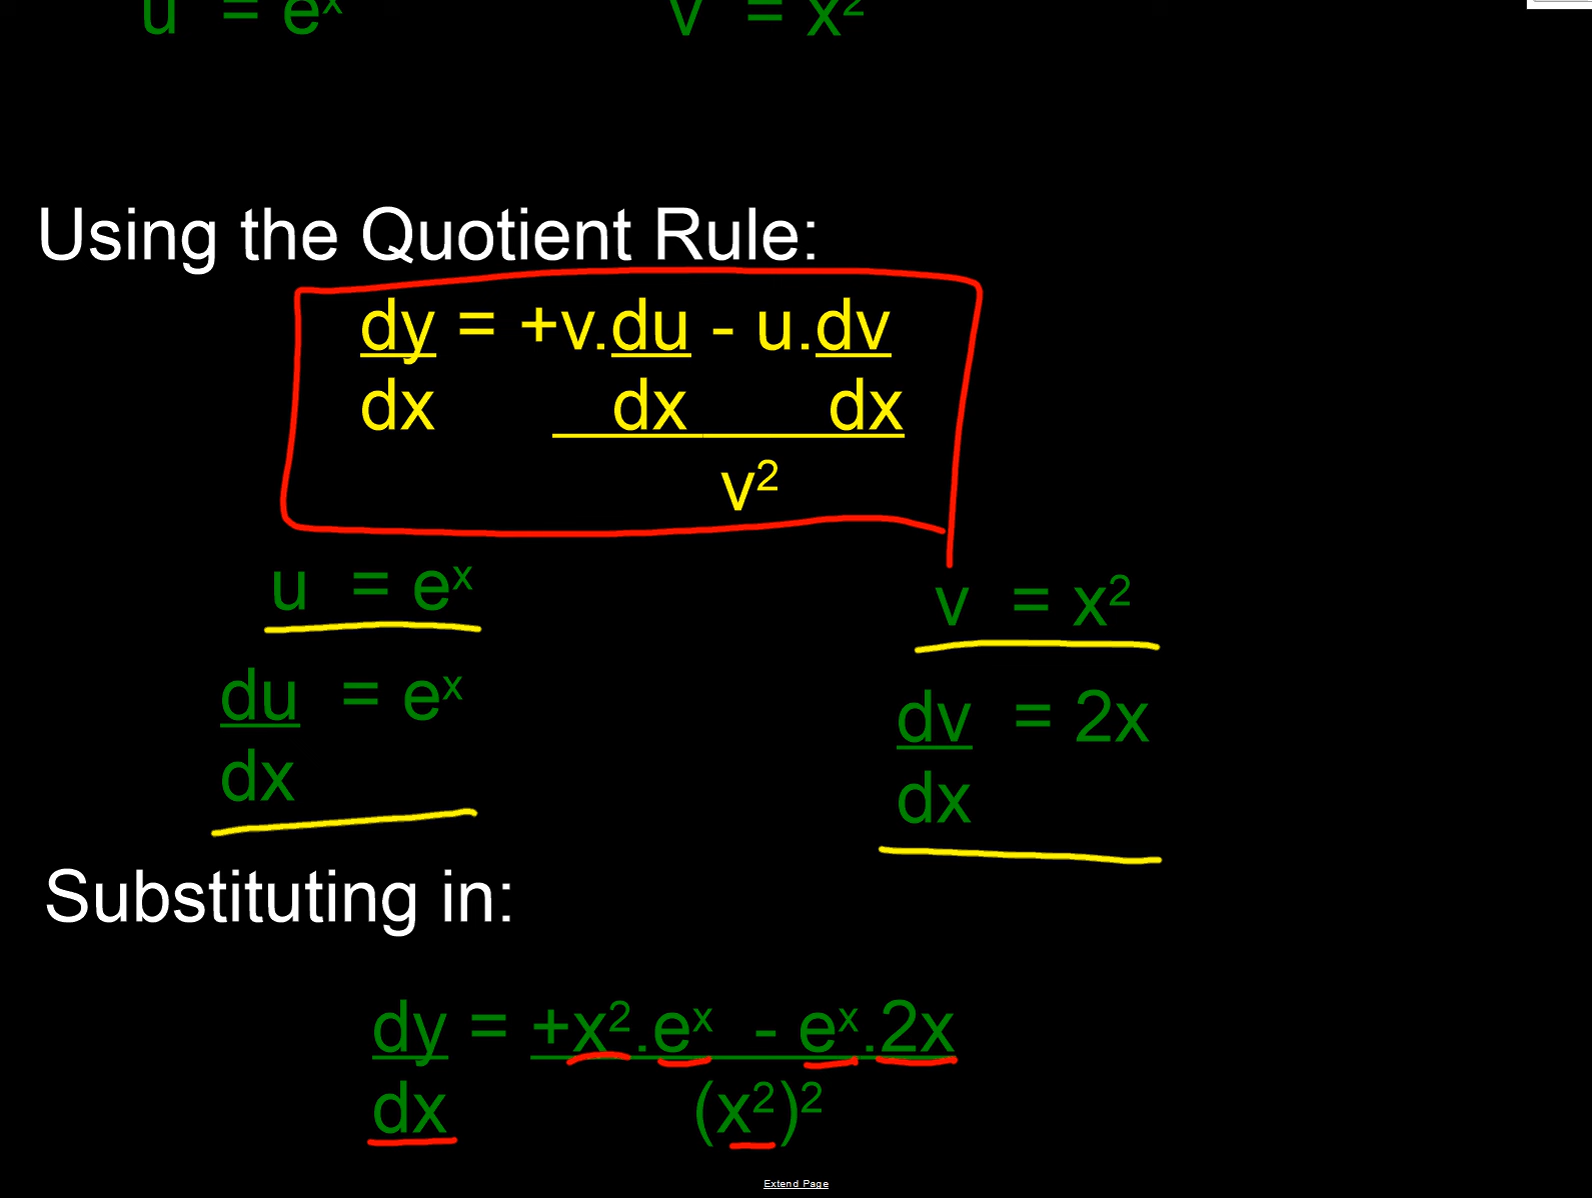 u = eˣ v = x²
Using the Quotient Rule:
dy = +v.du - u.dv
dx dx dx
v²
u = eˣ v = x²
du = eˣ dv = 2x
dx dx
Substituting in:
dy = +x².eˣ - eˣ.2x
dx (x²)²
Extend Page